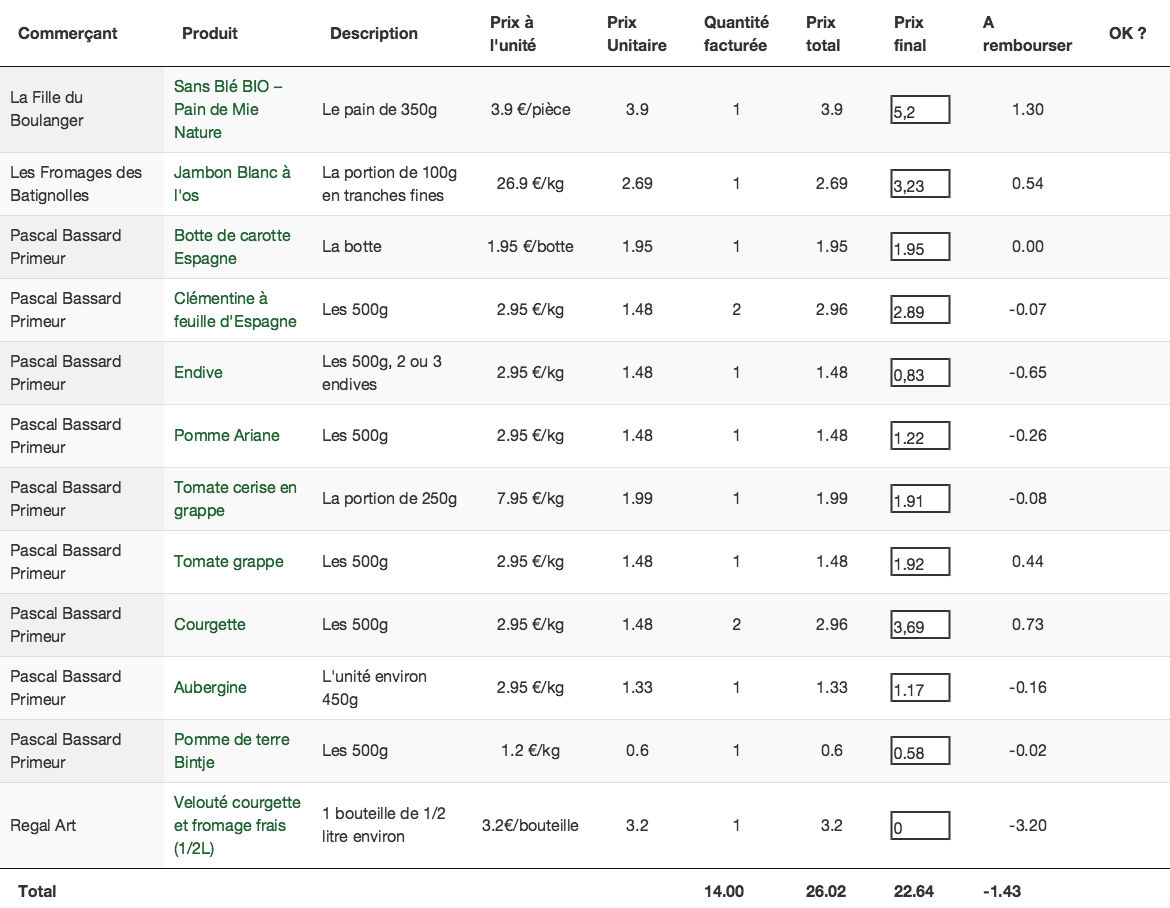 Commerçant Produit Description Prix à l'unité Prix Unitaire Quantité facturée Prix total Prix final A rembourser OK ?
La Fille du Boulanger Sans Blé BIO – Pain de Mie Nature Le pain de 350g 3.9 €/pièce 3.9 1 3.9 5,2 1.30
Les Fromages des Batignolles Jambon Blanc à l'os La portion de 100g en tranches fines 26.9 €/kg 2.69 1 2.69 3,23 0.54
Pascal Bassard Primeur Botte de carotte Espagne La botte 1.95 €/botte 1.95 1 1.95 1.95 0.00
Pascal Bassard Primeur Clémentine à feuille d'Espagne Les 500g 2.95 €/kg 1.48 2 2.96 2.89 -0.07
Pascal Bassard Primeur Endive Les 500g, 2 ou 3 endives 2.95 €/kg 1.48 1 1.48 0,83 -0.65
Pascal Bassard Primeur Pomme Ariane Les 500g 2.95 €/kg 1.48 1 1.48 1.22 -0.26
Pascal Bassard Primeur Tomate cerise en grappe La portion de 250g 7.95 €/kg 1.99 1 1.99 1.91 -0.08
Pascal Bassard Primeur Tomate grappe Les 500g 2.95 €/kg 1.48 1 1.48 1.92 0.44
Pascal Bassard Primeur Courgette Les 500g 2.95 €/kg 1.48 2 2.96 3,69 0.73
Pascal Bassard Primeur Aubergine L'unité environ 450g 2.95 €/kg 1.33 1 1.33 1.17 -0.16
Pascal Bassard Primeur Pomme de terre Bintje Les 500g 1.2 €/kg 0.6 1 0.6 0.58 -0.02
Regal Art Velouté courgette et fromage frais (1/2L) 1 bouteille de 1/2 litre environ 3.2€/bouteille 3.2 1 3.2 0 -3.20
Total 14.00 26.02 22.64 -1.43